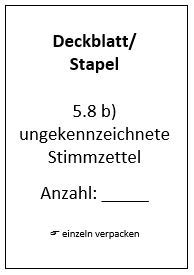 Deckblatt/
Stapel
5.8 b)
ungekennzeichnete
Stimmzettel
Anzahl: _____
☞ einzeln verpacken